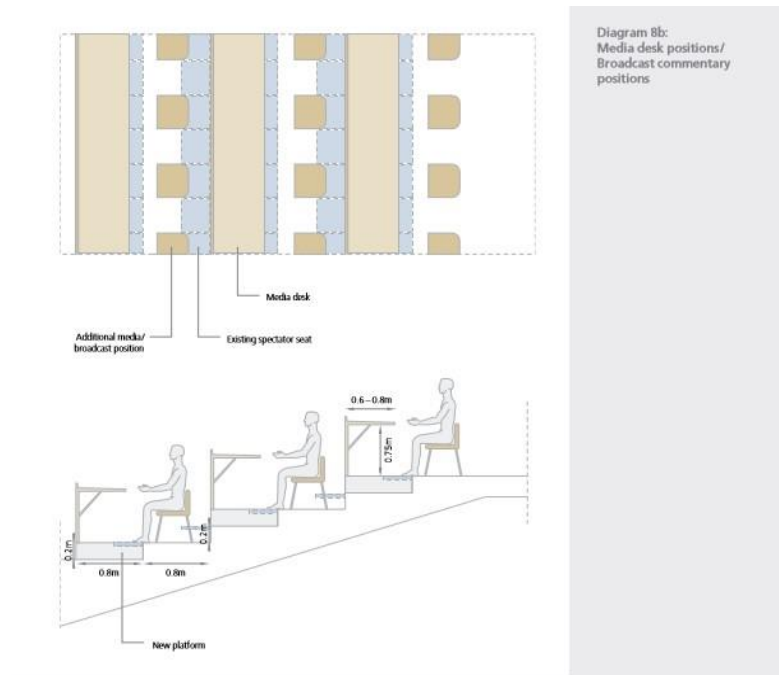 Diagram 8b:
Media desk positions/
Broadcast commentary
positions
Media desk
Additional media/
broadcast position
Existing spectator seat
0.6–0.8m
0.75m
0.2m
0.2m
0.8m
0.8m
New platform